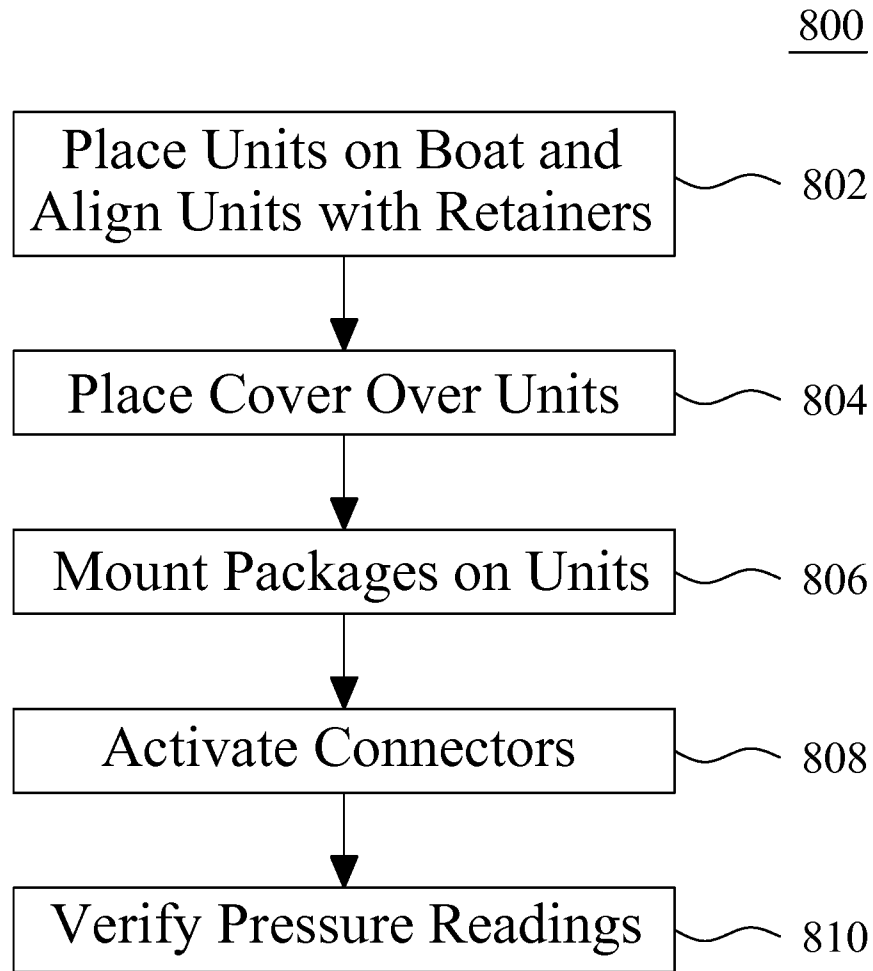 800
Place Units on Boat and
Align Units with Retainers
802
Place Cover Over Units
804
Mount Packages on Units
806
Activate Connectors
808
Verify Pressure Readings
810